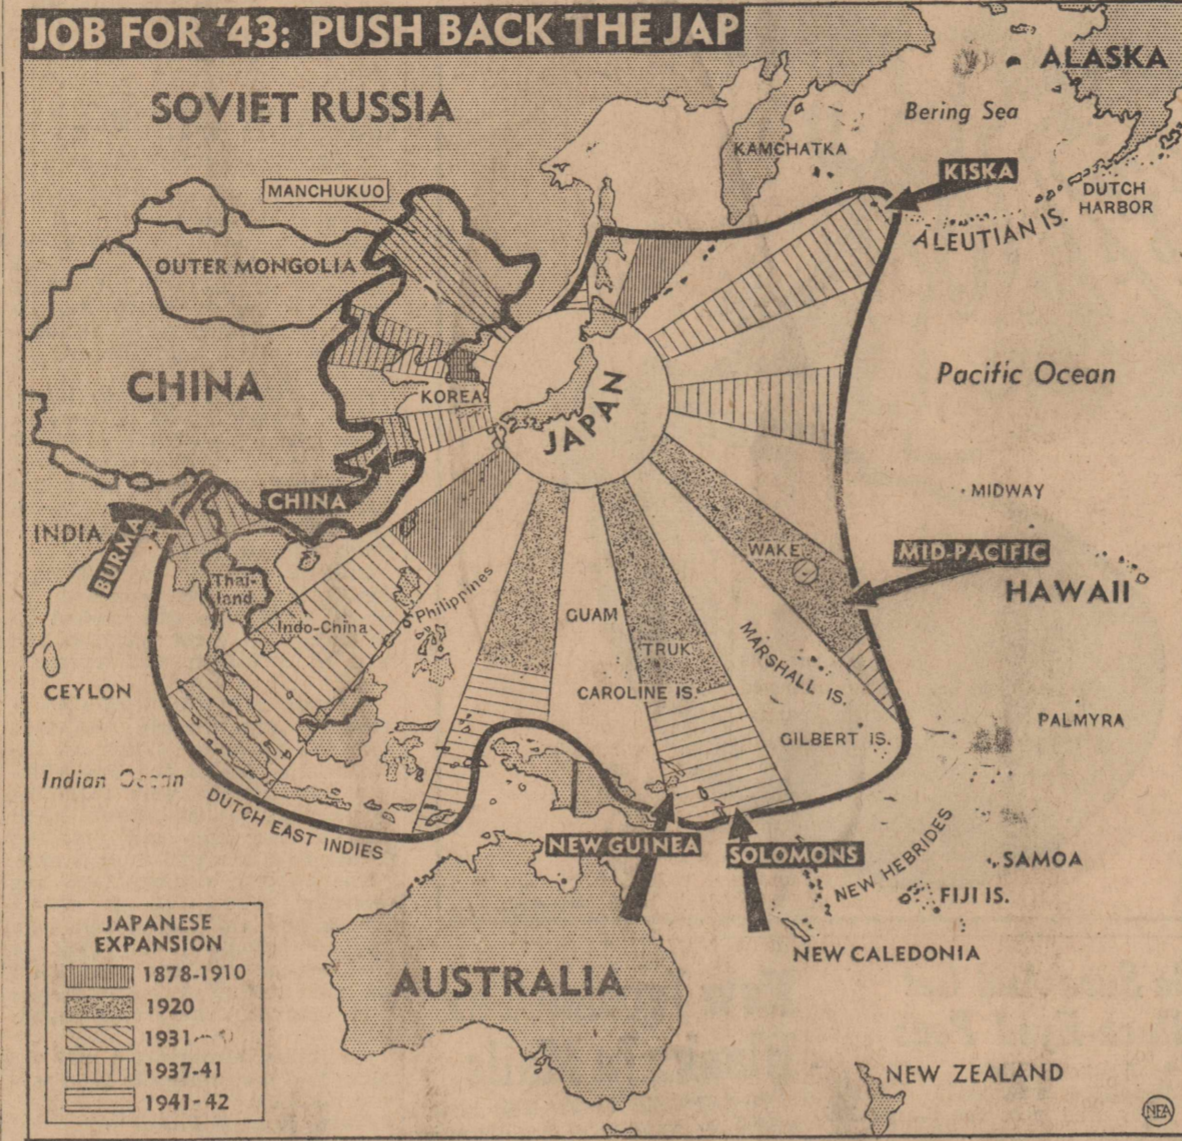 JOB FOR '43: PUSH BACK THE JAP
ALASKA
SOVIET RUSSIA
Bering Sea
KAMCHATKA
KISKA
MANCHUKUO
DUTCH
HARBOR
ALEUTIAN IS.
OUTER MONGOLIA
Pacific Ocean
CHINA
KOREA
JAPAN
MIDWAY
CHINA
INDIA
BURMA
WAKE
MID-PACIFIC
HAWAII
Thai-
land
Indo-China
Philippines
GUAM
TRUK
MARSHALL IS.
CEYLON
CAROLINE IS.
PALMYRA
GILBERT IS.
Indian Ocean
DUTCH EAST INDIES
NEW GUINEA
SOLOMONS
NEW HEBRIDES
SAMOA
FIJI IS.
NEW CALEDONIA
JAPANESE
EXPANSION
1878-1910
1920
1931
1937-41
1941-42
AUSTRALIA
NEW ZEALAND
NEA